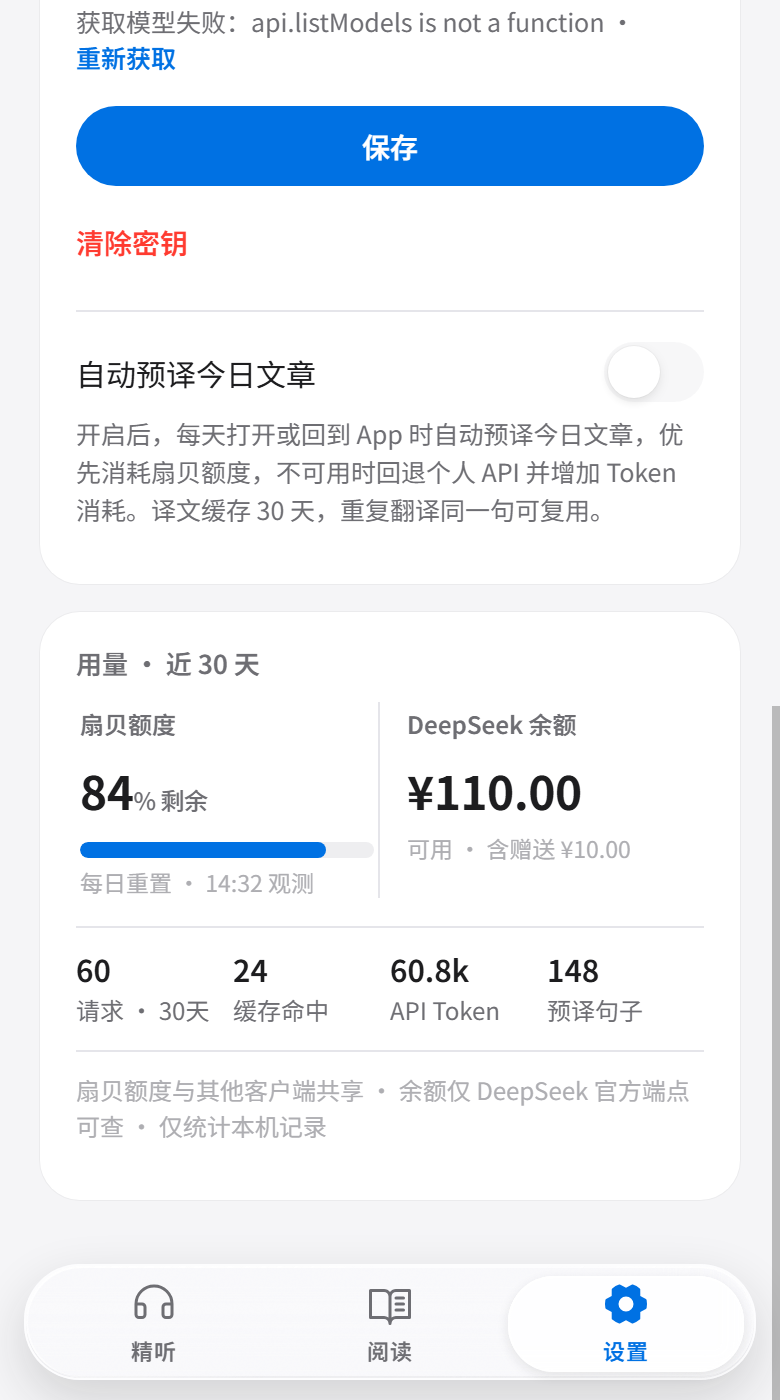 获取模型失败：api.listModels is not a function ·
重新获取
保存
清除密钥
自动预译今日文章
开启后，每天打开或回到 App 时自动预译今日文章，优
先消耗扇贝额度，不可用时回退个人 API 并增加 Token
消耗。译文缓存 30 天，重复翻译同一句可复用。
用量 · 近 30 天
扇贝额度
84% 剩余
每日重置 · 14:32 观测
DeepSeek 余额
¥110.00
可用 · 含赠送 ¥10.00
60
请求 · 30天
24
缓存命中
60.8k
API Token
148
预译句子
扇贝额度与其他客户端共享 · 余额仅 DeepSeek 官方端点
可查 · 仅统计本机记录
精听
阅读
设置